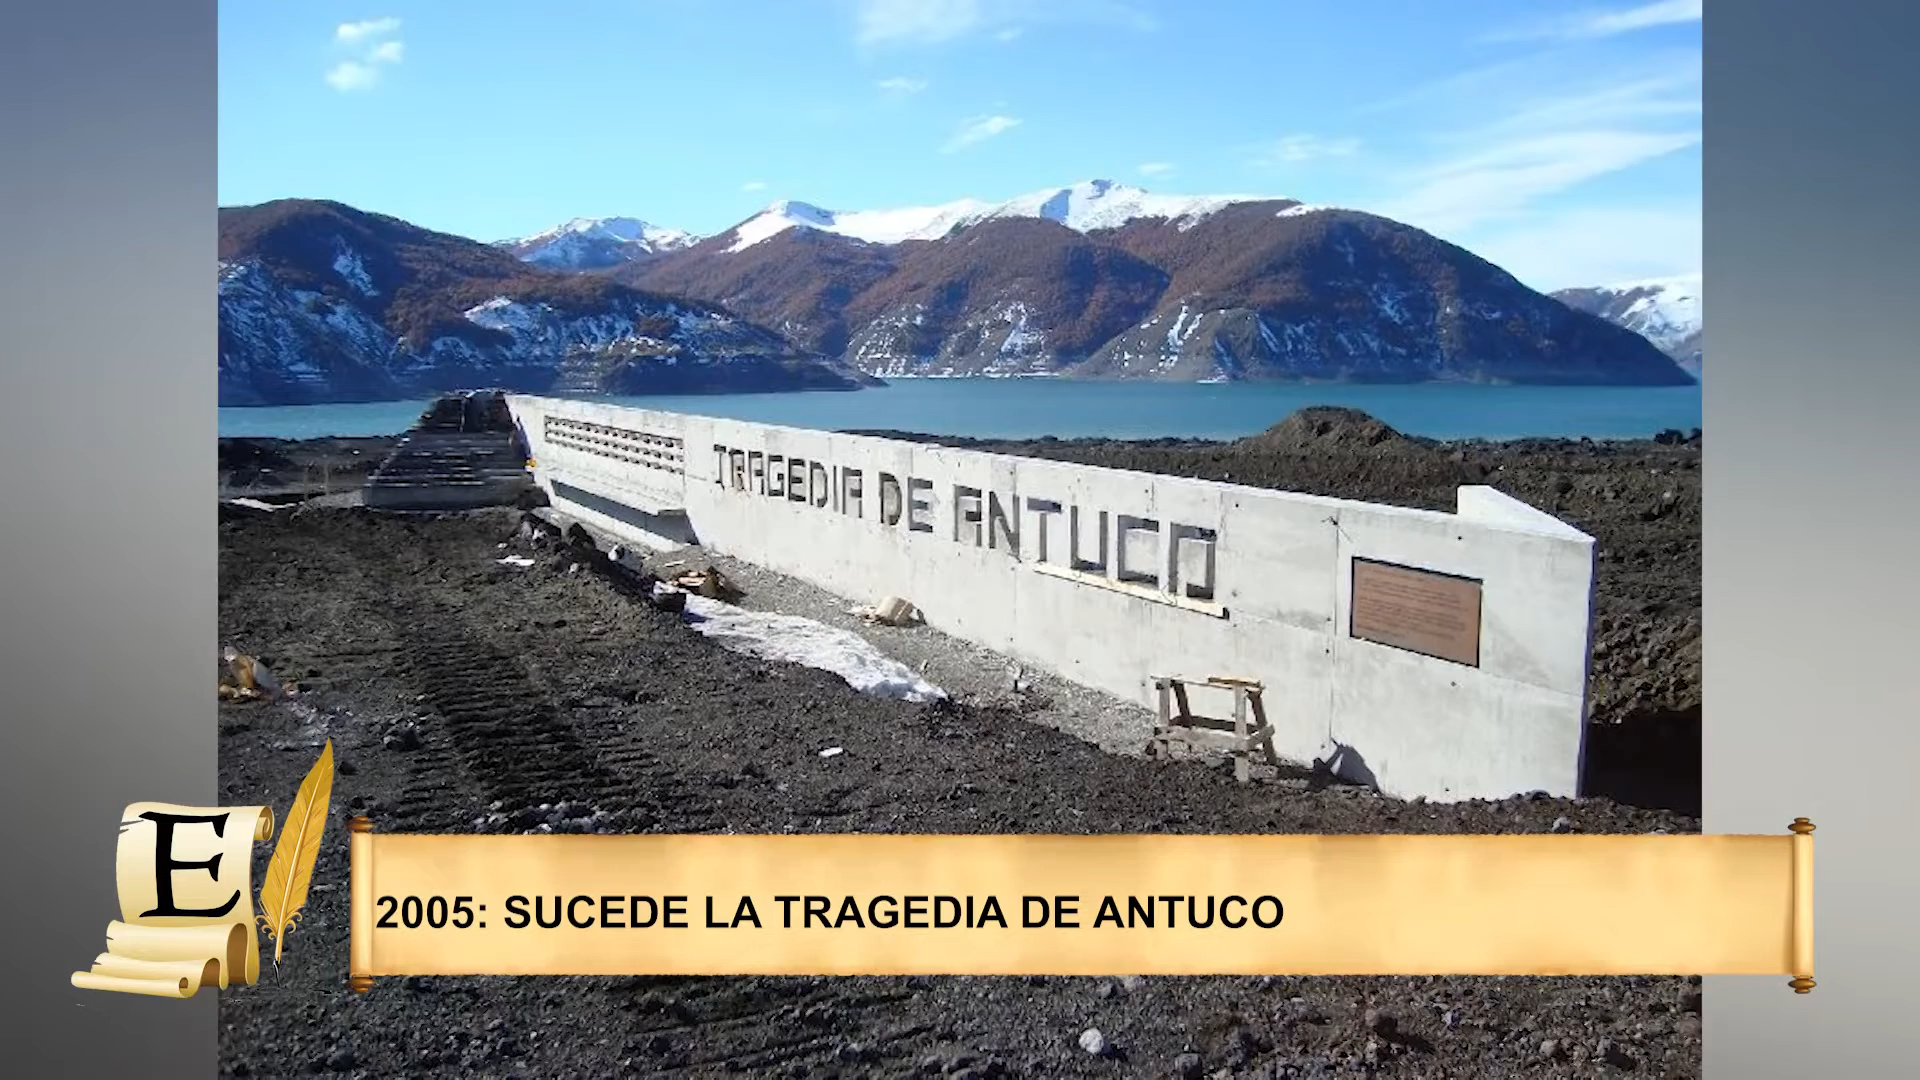 TRAGEDIA DE ANTUCO
E
2005: SUCEDE LA TRAGEDIA DE ANTUCO